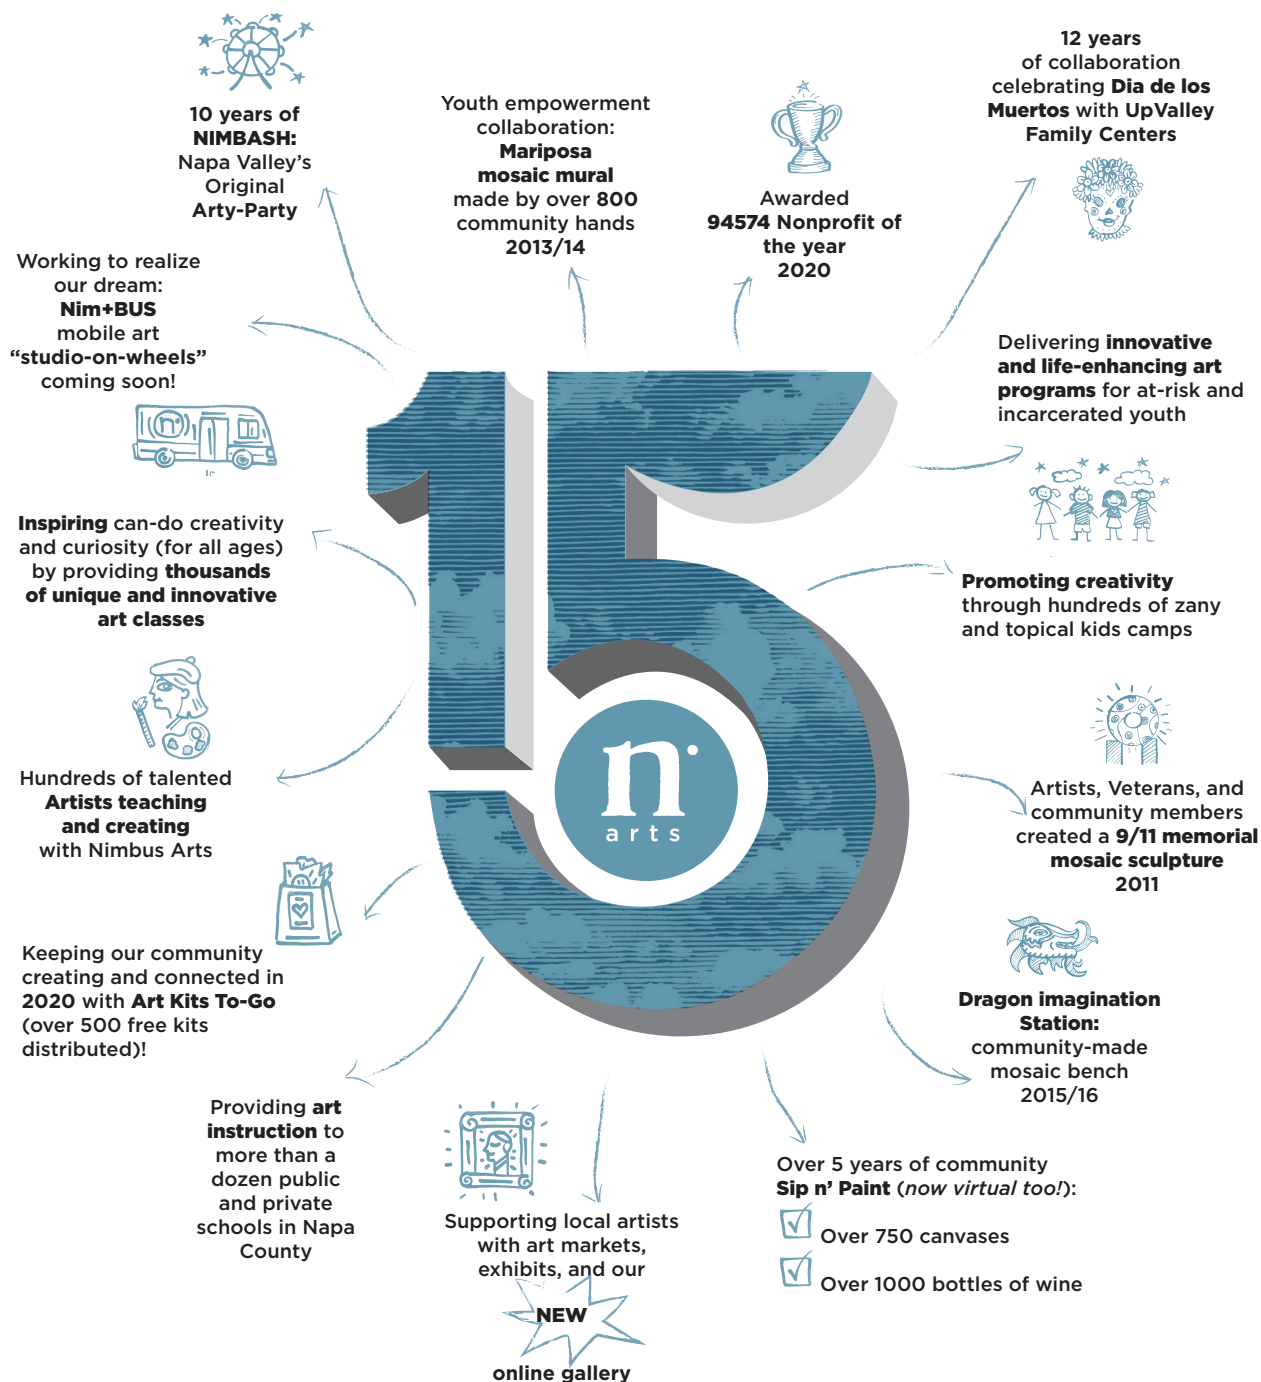 10 years of
NIMBASH:
Napa Valley's
Original
Arty-Party
Youth empowerment
collaboration:
Mariposa
mosaic mural
made by over 800
community hands
2013/14
Awarded
94574 Nonprofit of
the year
2020
12 years
of collaboration
celebrating Dia de los
Muertos with UpValley
Family Centers
Working to realize
our dream:
Nim+BUS
mobile art
“studio-on-wheels”
coming soon!
n
Delivering innovative
and life-enhancing art
programs for at-risk and
incarcerated youth
Inspiring can-do creativity
and curiosity (for all ages)
by providing thousands
of unique and innovative
art classes
Promoting creativity
through hundreds of zany
and topical kids camps
15
n
arts
Hundreds of talented
Artists teaching
and creating
with Nimbus Arts
Artists, Veterans, and
community members
created a 9/11 memorial
mosaic sculpture
2011
Keeping our community
creating and connected in
2020 with Art Kits To-Go
(over 500 free kits
distributed)!
Dragon imagination
Station:
community-made
mosaic bench
2015/16
Providing art
instruction to
more than a
dozen public
and private
schools in Napa
County
Supporting local artists
with art markets,
exhibits, and our
NEW
online gallery
Over 5 years of community
Sip n' Paint (now virtual too!):
Over 750 canvases
Over 1000 bottles of wine